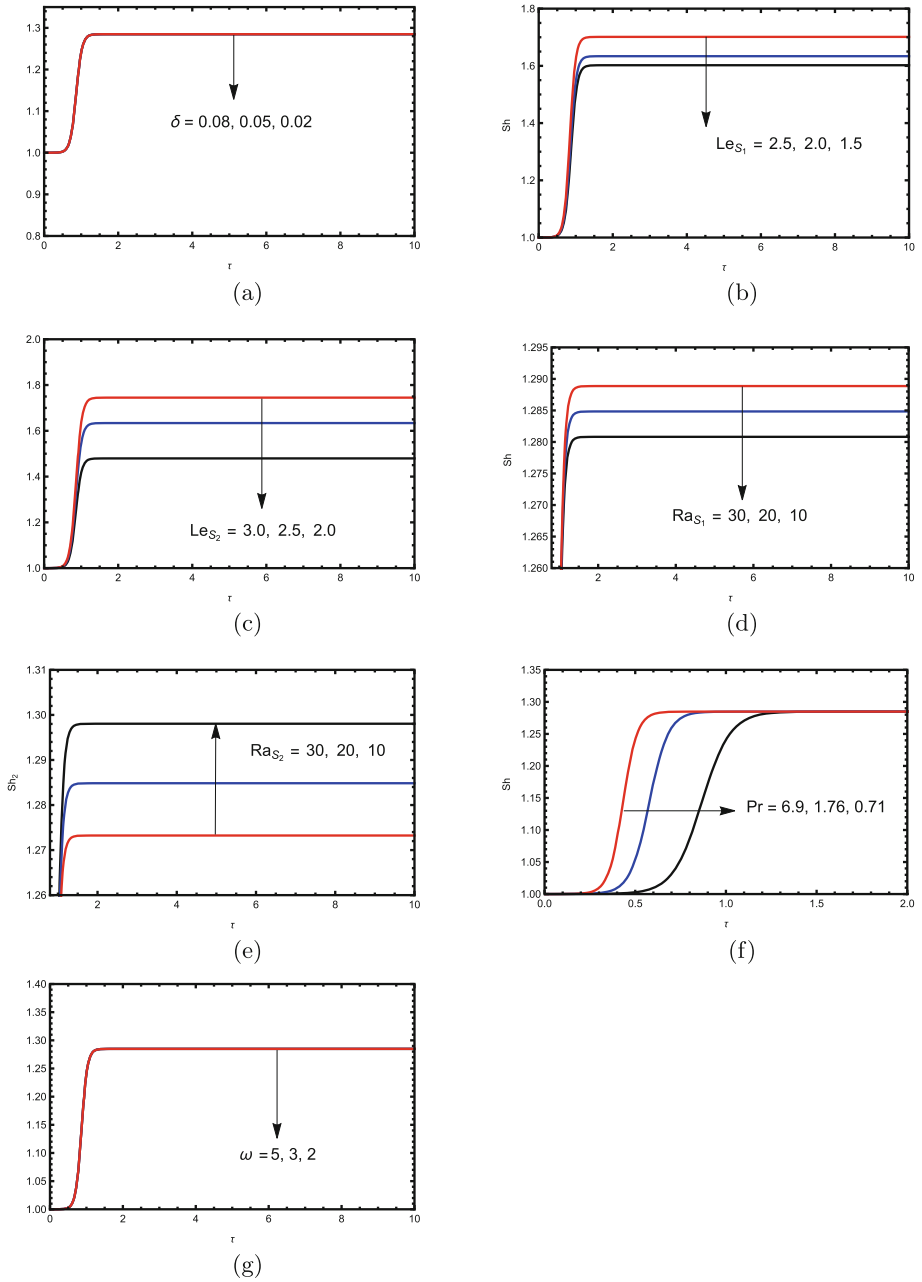 1.3
1.2
1.1
1.0
0.9
0.8
0 2 4 6 8 10
δ = 0.08, 0.05, 0.02
τ
(a)
1.8
1.6
1.4
1.2
1.0
Sh
0 2 4 6 8 10
Le_{S_1} = 2.5, 2.0, 1.5
τ
(b)
2.0
1.8
1.6
1.4
1.2
1.0
0 2 4 6 8 10
Le_{S_2} = 3.0, 2.5, 2.0
τ
(c)
1.295
1.290
1.285
1.280
1.275
1.270
1.265
1.260
Sh
2 4 6 8 10
Ra_{S_1} = 30, 20, 10
τ
(d)
1.31
1.30
1.29
1.28
1.27
1.26
Sh_2
2 4 6 8 10
Ra_{S_2} = 30, 20, 10
τ
(e)
1.35
1.30
1.25
1.20
1.15
1.10
1.05
1.00
Sh
0.0 0.5 1.0 1.5 2.0
Pr = 6.9, 1.76, 0.71
τ
(f)
1.40
1.35
1.30
1.25
1.20
1.15
1.10
1.05
1.00
Sh
0 2 4 6 8 10
ω = 5, 3, 2
τ
(g)